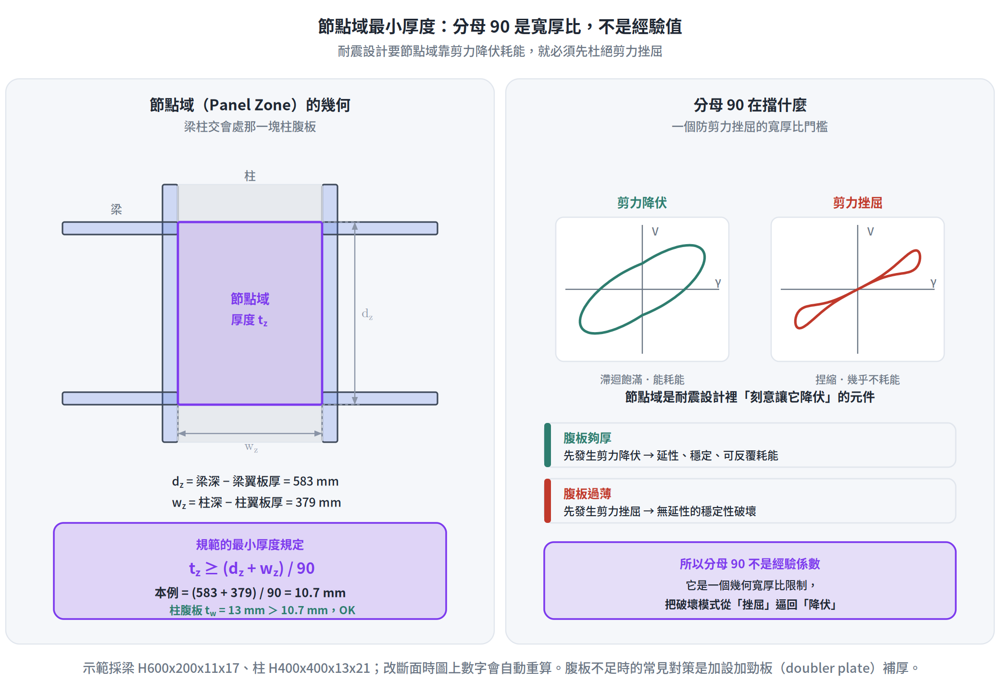 節點域最小厚度：分母 90 是寬厚比，不是經驗值
耐震設計要節點域靠剪力降伏耗能，就必須先杜絕剪力挫屈
節點域（Panel Zone）的幾何
梁柱交會處那一塊柱腹板
柱
梁
節點域
厚度 tz
dz
wz
dz = 梁深 − 梁翼板厚 = 583 mm
wz = 柱深 − 柱翼板厚 = 379 mm
規範的最小厚度規定
tz ≥ (dz + wz) / 90
本例 = (583 + 379) / 90 = 10.7 mm
柱腹板 tw = 13 mm ＞ 10.7 mm，OK
分母 90 在擋什麼
一個防剪力挫屈的寬厚比門檻
剪力降伏
V
γ
滯迴飽滿．能耗能
剪力挫屈
V
γ
捏縮．幾乎不耗能
節點域是耐震設計裡「刻意讓它降伏」的元件
腹板夠厚
先發生剪力降伏 → 延性、穩定、可反覆耗能
腹板過薄
先發生剪力挫屈 → 無延性的穩定性破壞
所以分母 90 不是經驗係數
它是一個幾何寬厚比限制，
把破壞模式從「挫屈」逼回「降伏」
示範採梁 H600x200x11x17、柱 H400x400x13x21；改斷面時圖上數字會自動重算。腹板不足時的常見對策是加設加勁板（doubler plate）補厚。